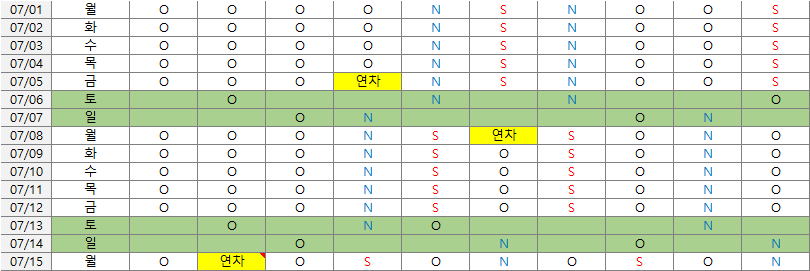 07/01 월 O O O O N S N O O S
07/02 화 O O O O N S N O O S
07/03 수 O O O O N S N O O S
07/04 목 O O O O N S N O O S
07/05 금 O O O 연차 N S N O O S
07/06 토 O N N O
07/07 일 O N O N
07/08 월 O O O N S 연차 S O N O
07/09 화 O O O N S O S O N O
07/10 수 O O O N S O S O N O
07/11 목 O O O N S O S O N O
07/12 금 O O O N S O S O N O
07/13 토 O N O N
07/14 일 O N O N
07/15 월 O 연차 O S O N O S O N